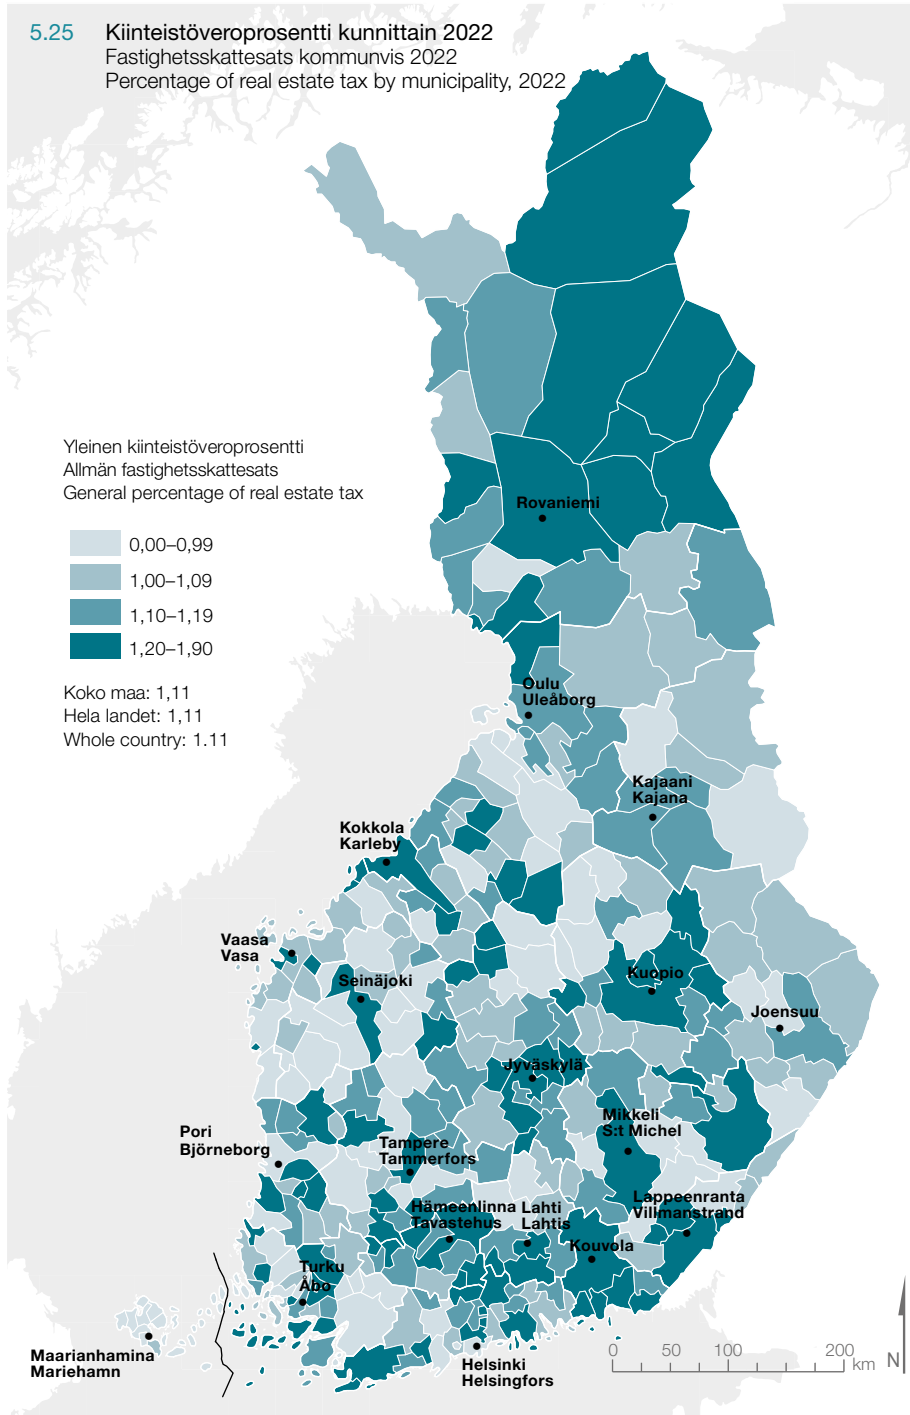 5.25 Kiinteistöveroprosentti kunnittain 2022
Fastighetsskattesats kommunvis 2022
Percentage of real estate tax by municipality, 2022
Yleinen kiinteistöveroprosentti
Allmän fastighetsskattesats
General percentage of real estate tax
0,00–0,99
1,00–1,09
1,10–1,19
1,20–1,90
Koko maa: 1,11
Hela landet: 1,11
Whole country: 1.11
Rovaniemi
Oulu
Uleåborg
Kajaani
Kajana
Kokkola
Karleby
Vaasa
Vasa
Seinäjoki
Kuopio
Joensuu
Jyväskylä
Mikkeli
S:t Michel
Pori
Björneborg
Tampere
Tammerfors
Hämeenlinna
Tavastehus
Lahti
Lahtis
Lappeenranta
Villmanstrand
Kouvola
Turku
Åbo
Maarianhamina
Mariehamn
Helsinki
Helsingfors
0 50 100 200 km
N